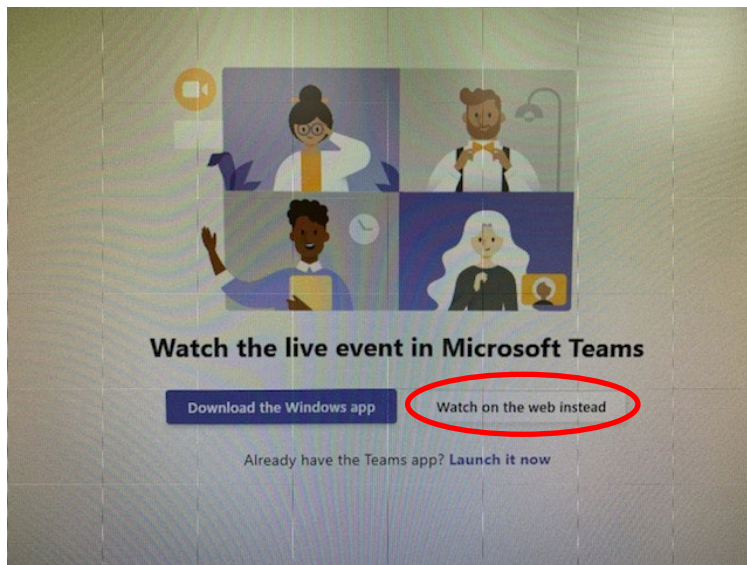 Watch the live event in Microsoft Teams
Download the Windows app
Watch on the web instead
Already have the Teams app? Launch it now